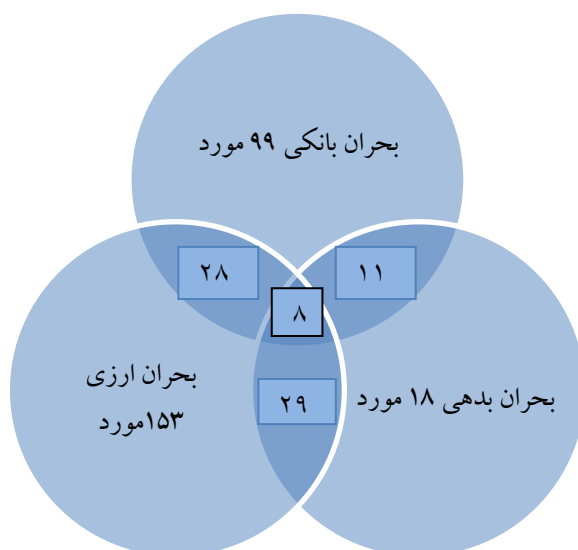 بحران بانکی ۹۹ مورد
۲۸
۱۱
۸
بحران ارزی
۱۵۳مورد
۲۹
بحران بدهی ۱۸ مورد